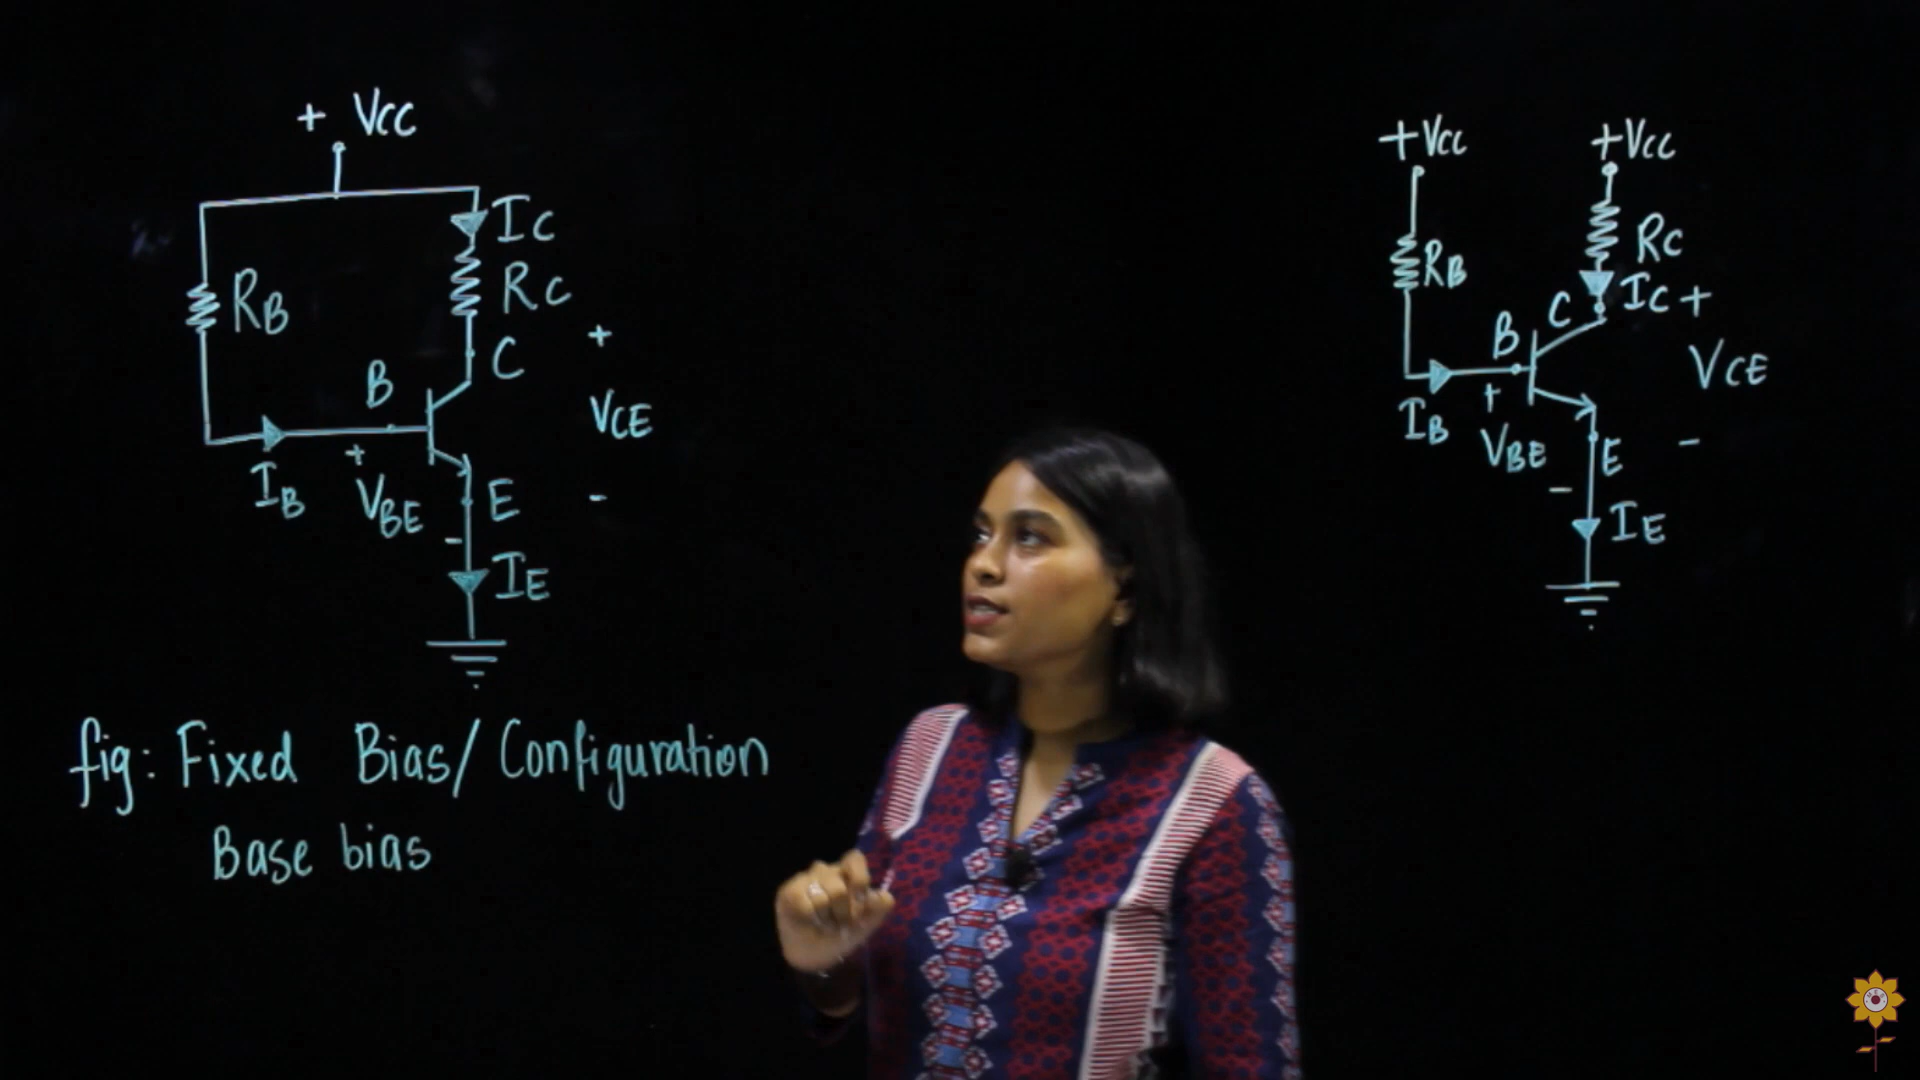 + VCC
IC
RB
RC
+
C
B
VCE
+
IB
VBE
E
-
-
IE
fig: Fixed Bias/ Configuration
Base bias
+VCC
+VCC
RC
RB
IC +
C
B
VCE
+
IB
VBE
E
-
-
IE